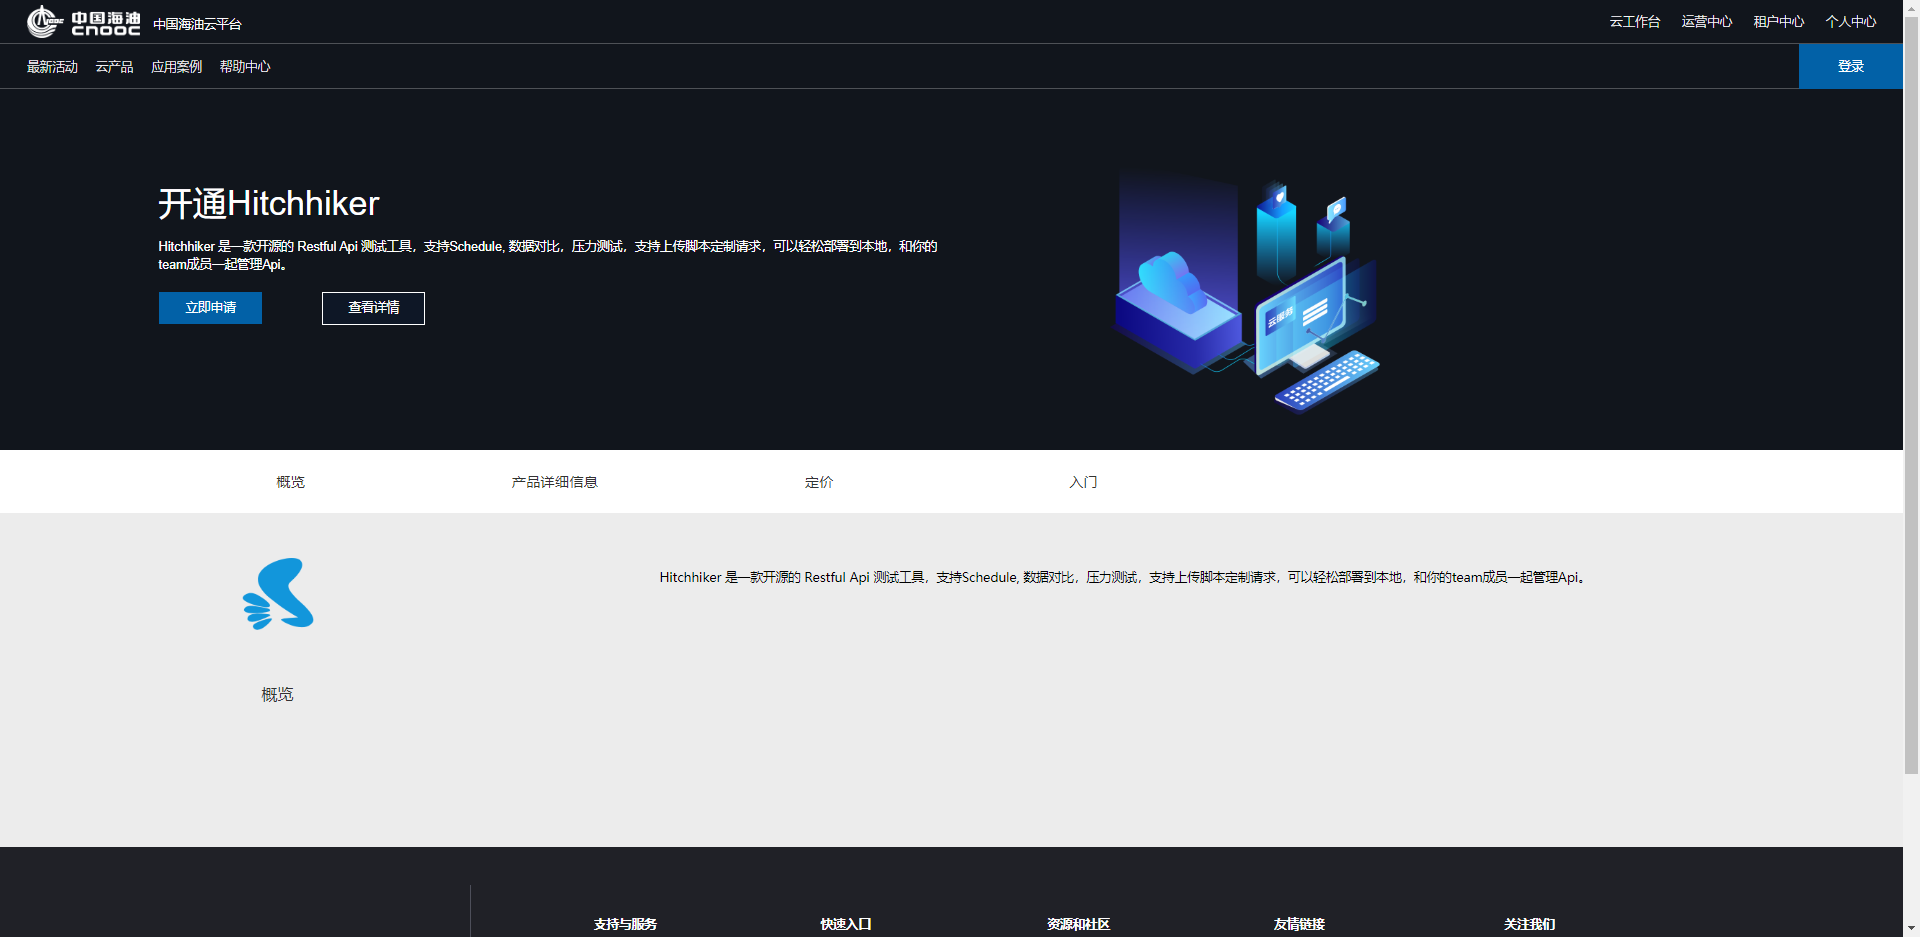 中国海油
CNOOC
中国海油云平台
云工作台 运营中心 租户中心 个人中心
最新活动 云产品 应用案例 帮助中心
登录
开通Hitchhiker
Hitchhiker 是一款开源的 Restful Api 测试工具，支持Schedule, 数据对比，压力测试，支持上传脚本定制请求，可以轻松部署到本地，和你的
team成员一起管理Api。
立即申请 查看详情
云服务
概览 产品详细信息 定价 入门
Hitchhiker 是一款开源的 Restful Api 测试工具，支持Schedule, 数据对比，压力测试，支持上传脚本定制请求，可以轻松部署到本地，和你的team成员一起管理Api。
概览
支持与服务 快速入口 资源和社区 友情链接 关注我们